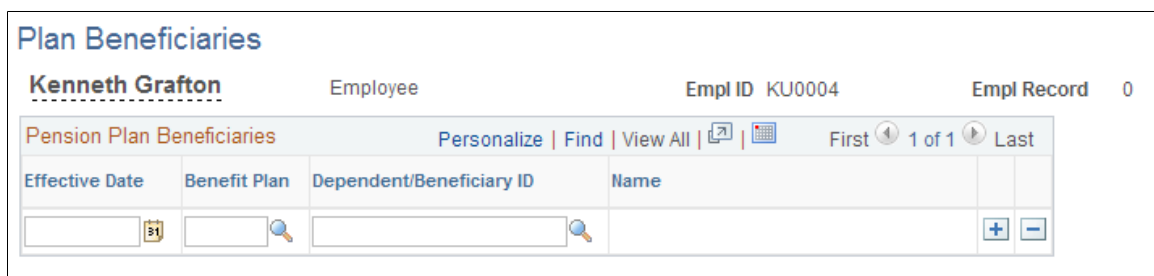 Plan Beneficiaries
Kenneth Grafton Employee Empl ID KU0004 Empl Record 0
Pension Plan Beneficiaries Personalize | Find | View All | | First 1 of 1 Last
Effective Date Benefit Plan Dependent/Beneficiary ID Name
31